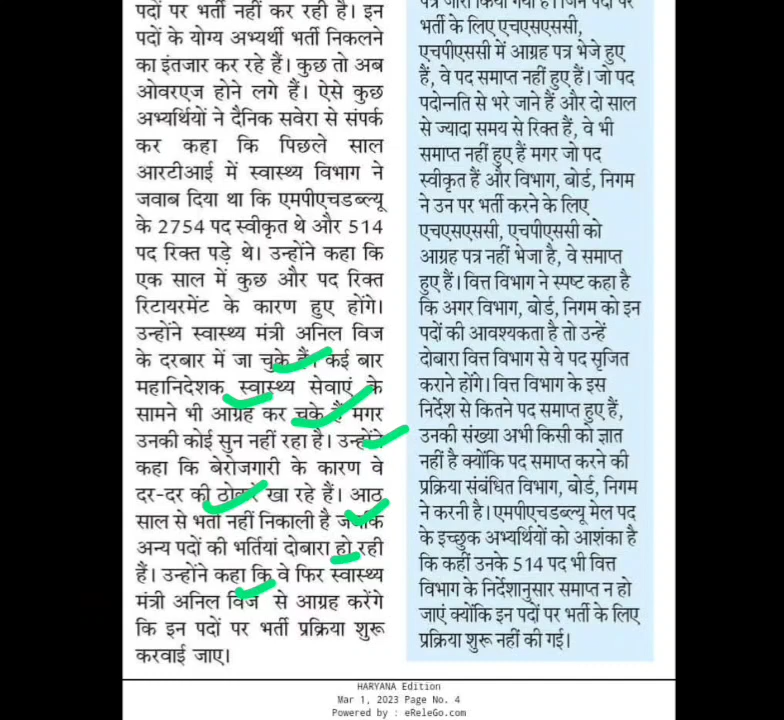 पदों पर भर्ती नहीं कर रही है। इन
पदों के योग्य अभ्यर्थी भर्ती निकलने
का इंतजार कर रहे हैं। कुछ तो अब
ओवरएज होने लगे हैं। ऐसे कुछ
अभ्यर्थियों ने दैनिक सवेरा से संपर्क
कर कहा कि पिछले साल
आरटीआई में स्वास्थ्य विभाग ने
जवाब दिया था कि एमपीएचडब्ल्यू
के 2754 पद स्वीकृत थे और 514
पद रिक्त पड़े थे। उन्होंने कहा कि
एक साल में कुछ और पद रिक्त
रिटायरमेंट के कारण हुए होंगे।
उन्होंने स्वास्थ्य मंत्री अनिल विज
के दरबार में जा चुके हैं। कई बार
महानिदेशक स्वास्थ्य सेवाएं के
सामने भी आग्रह कर चुके हैं मगर
उनकी कोई सुन नहीं रहा है। उन्होंने
कहा कि बेरोजगारी के कारण वे
दर-दर की ठोकरें खा रहे हैं। आठ
साल से भर्ती नहीं निकाली है जबकि
अन्य पदों की भर्तियां दोबारा हो रही
हैं। उन्होंने कहा कि वे फिर स्वास्थ्य
मंत्री अनिल विज से आग्रह करेंगे
कि इन पदों पर भर्ती प्रक्रिया शुरू
करवाई जाए।
पत्र जारी किया गया है। जिन पदों पर
भर्ती के लिए एचएसएससी,
एचपीएससी में आग्रह पत्र भेजे हुए
हैं, वे पद समाप्त नहीं हुए हैं। जो पद
पदोन्नति से भरे जाने हैं और दो साल
से ज्यादा समय से रिक्त हैं, वे भी
समाप्त नहीं हुए हैं मगर जो पद
स्वीकृत हैं और विभाग, बोर्ड, निगम
ने उन पर भर्ती करने के लिए
एचएसएससी, एचपीएससी को
आग्रह पत्र नहीं भेजा है, वे समाप्त
हुए हैं। वित्त विभाग ने स्पष्ट कहा है
कि अगर विभाग, बोर्ड, निगम को इन
पदों की आवश्यकता है तो उन्हें
दोबारा वित्त विभाग से ये पद सृजित
कराने होंगे। वित्त विभाग के इस
निर्देश से कितने पद समाप्त हुए हैं,
उनकी संख्या अभी किसी को ज्ञात
नहीं है क्योंकि पद समाप्त करने की
प्रक्रिया संबंधित विभाग, बोर्ड, निगम
ने करनी है। एमपीएचडब्ल्यू मेल पद
के इच्छुक अभ्यर्थियों को आशंका है
कि कहीं उनके 514 पद भी वित्त
विभाग के निर्देशानुसार समाप्त न हो
जाएं क्योंकि इन पदों पर भर्ती के लिए
प्रक्रिया शुरू नहीं की गई।
HARYANA Edition
Mar 1, 2023 Page No. 4
Powered by : eReleGo.com